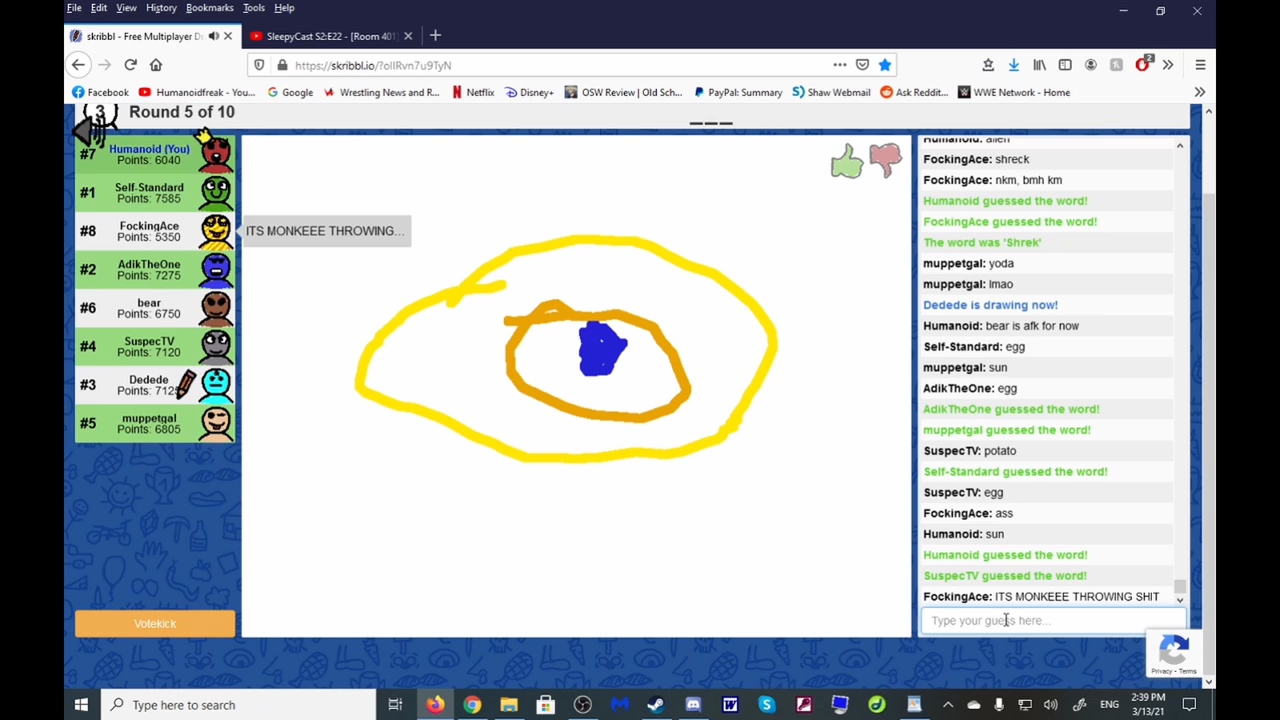 File Edit View History Bookmarks Tools Help
skribbl - Free Multiplayer D
SleepyCast S2:E22 - [Room 401
https://skribbl.io/?olIRvn7u9TyN
Facebook Humanoidfreak - You... Google Wrestling News and R... Netflix Disney+ OSW Review | Old Sch... PayPal: Summary Shaw Webmail Ask Reddit... WWE Network - Home
3 Round 5 of 10 _ _ _
#7 Humanoid (You)
Points: 6040
#1 Self-Standard
Points: 7585
#8 FockingAce
Points: 5350
ITS MONKEEE THROWING...
#2 AdikTheOne
Points: 7275
#6 bear
Points: 6750
#4 SuspecTV
Points: 7120
#3 Dedede
Points: 7125
#5 muppetgal
Points: 6805
Votekick
Humanoid: alien
FockingAce: shreck
FockingAce: nkm, bmh km
Humanoid guessed the word!
FockingAce guessed the word!
The word was 'Shrek'
muppetgal: yoda
muppetgal: lmao
Dedede is drawing now!
Humanoid: bear is afk for now
Self-Standard: egg
muppetgal: sun
AdikTheOne: egg
AdikTheOne guessed the word!
muppetgal guessed the word!
SuspecTV: potato
Self-Standard guessed the word!
SuspecTV: egg
FockingAce: ass
Humanoid: sun
Humanoid guessed the word!
SuspecTV guessed the word!
FockingAce: ITS MONKEEE THROWING SHIT
Type your guess here...
Privacy - Terms
Type here to search
ENG
2:39 PM
3/13/21